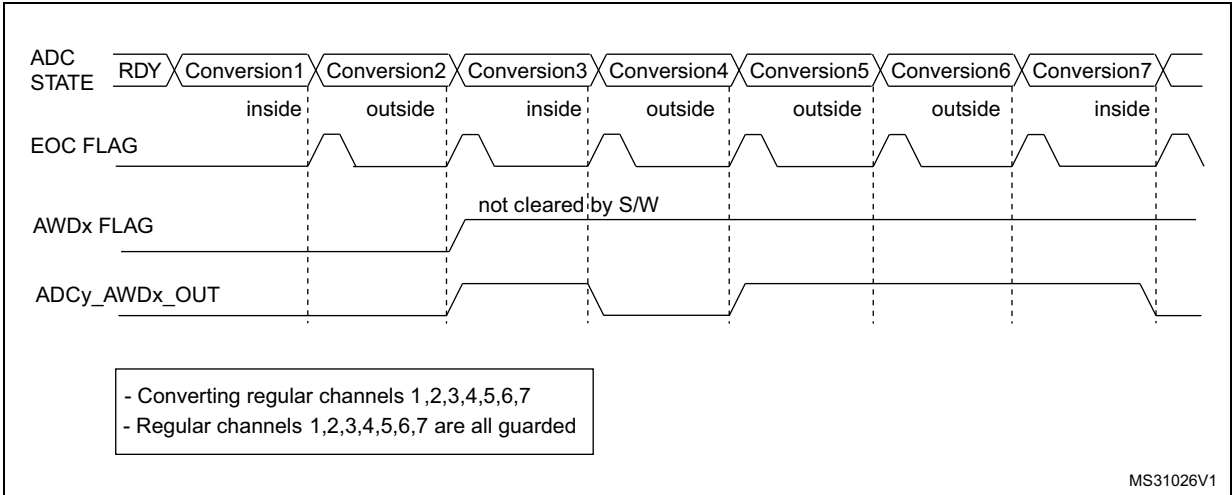 ADC
STATE
RDY Conversion1 Conversion2 Conversion3 Conversion4 Conversion5 Conversion6 Conversion7
inside outside inside outside outside outside inside
EOC FLAG
not cleared by S/W
AWDx FLAG
ADCy_AWDx_OUT
- Converting regular channels 1,2,3,4,5,6,7
- Regular channels 1,2,3,4,5,6,7 are all guarded
MS31026V1